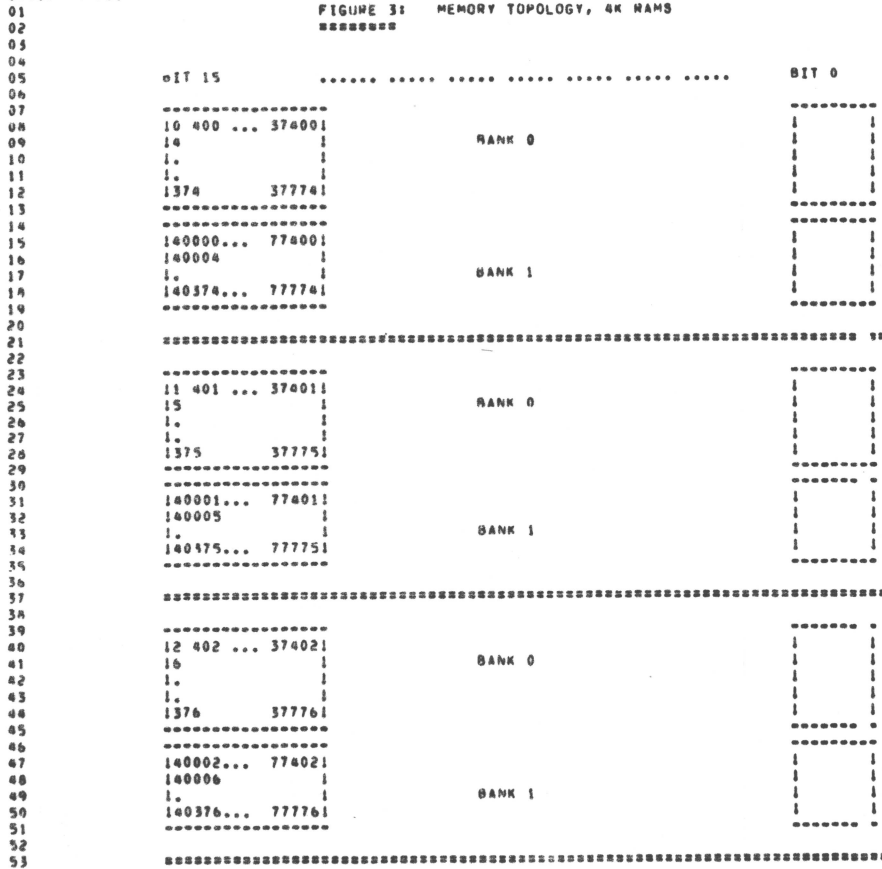 01 FIGURE 3: MEMORY TOPOLOGY, 4K RAMS
02 ========
03
04
05 BIT 15 ...... ..... ..... ..... ..... ..... ..... BIT 0
06
07 ----------------- ---------
08 !0 400 ... 37400! ! !
09 !4 ! BANK 0 ! !
10 !. ! ! !
11 !. ! ! !
12 !374 37774! ! !
13 ----------------- ---------
14 ----------------- ---------
15 !40000... 77400! ! !
16 !40004 ! ! !
17 !. ! BANK 1 ! !
18 !40374... 77774! ! !
19 ----------------- ---------
20
21 ========================================================================
22
23 ----------------- ---------
24 !1 401 ... 37401! ! !
25 !5 ! BANK 0 ! !
26 !. ! ! !
27 !. ! ! !
28 !375 37775! ! !
29 ----------------- ---------
30 ----------------- ------- -
31 !40001... 77401! ! !
32 !40005 ! ! !
33 !. ! BANK 1 ! !
34 !40375... 77775! ! !
35 ----------------- ---------
36
37 ========================================================================
38
39 ----------------- ------- -
40 !2 402 ... 37402! ! !
41 !6 ! BANK 0 ! !
42 !. ! ! !
43 !. ! ! !
44 !376 37776! ! !
45 ----------------- ------- -
46 ----------------- ---------
47 !40002... 77402! ! !
48 !40006 ! ! !
49 !. ! BANK 1 ! !
50 !40376... 77776! ! !
51 ----------------- ------- -
52
53 ========================================================================